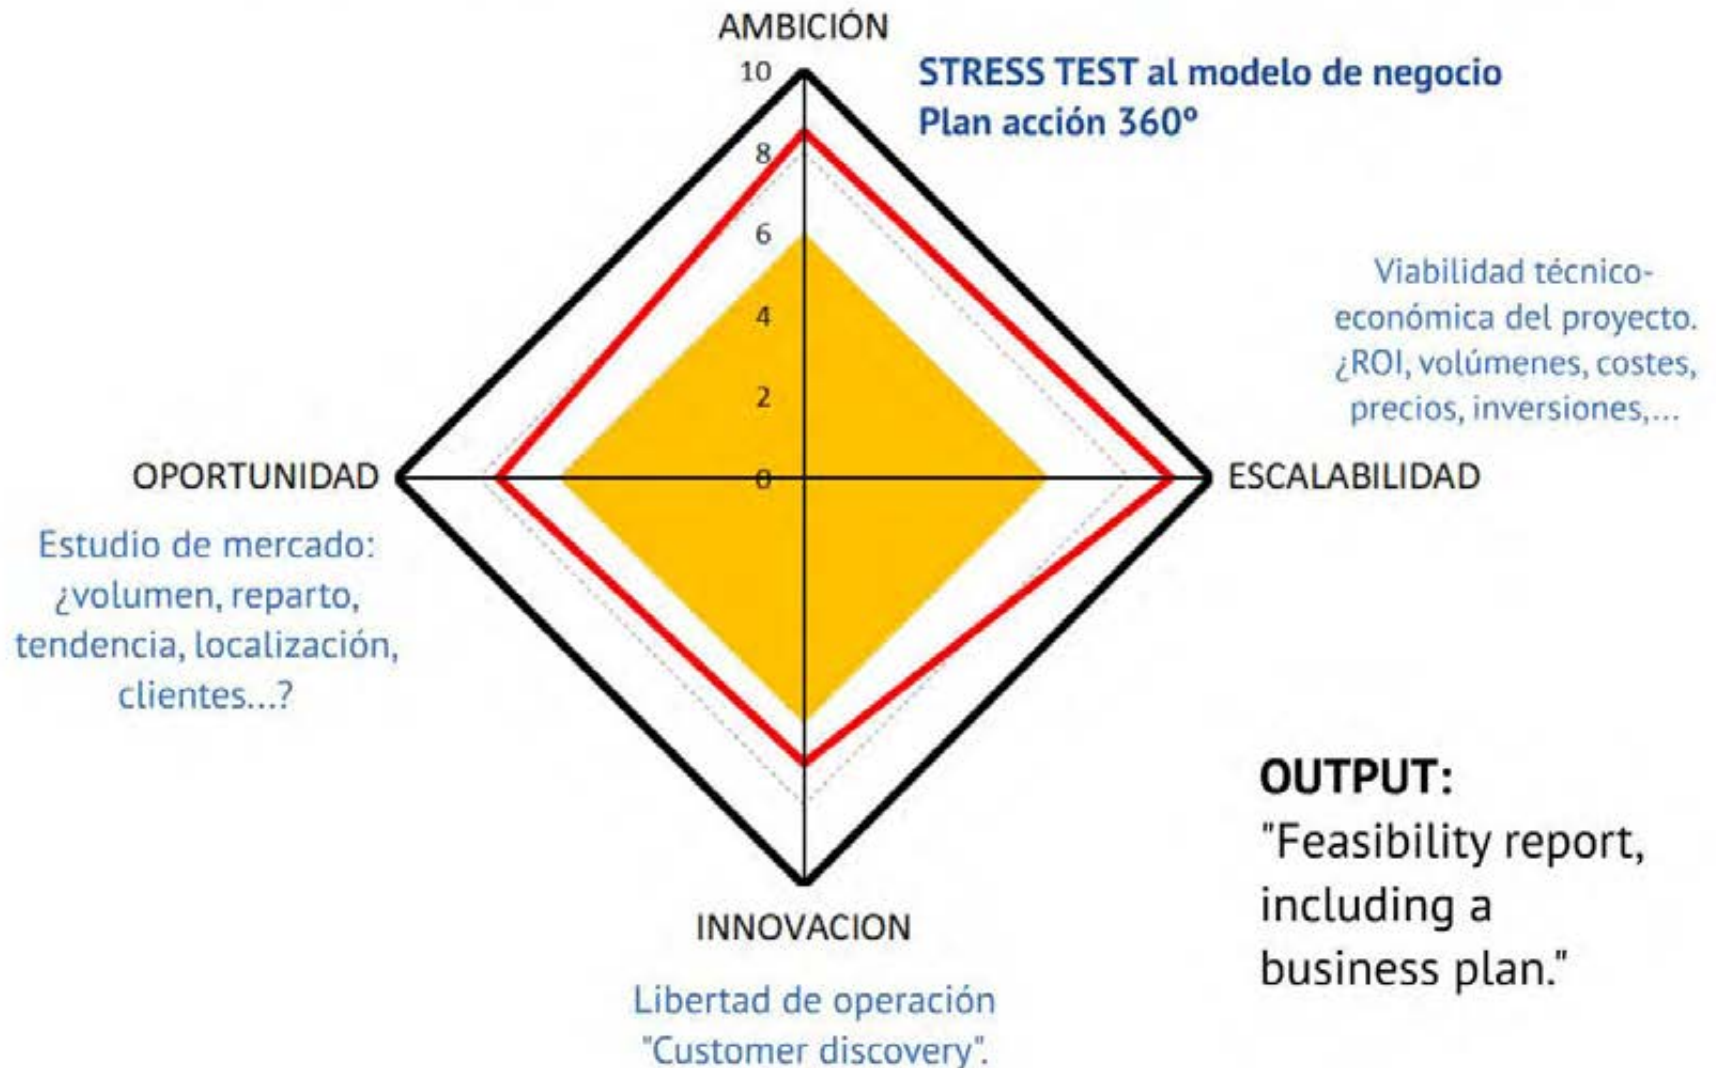 AMBICIÓN
STRESS TEST al modelo de negocio
Plan acción 360º
10
8
6
4
2
0
Viabilidad técnico-
económica del proyecto.
¿ROI, volúmenes, costes,
precios, inversiones,...
OPORTUNIDAD
ESCALABILIDAD
Estudio de mercado:
¿volumen, reparto,
tendencia, localización,
clientes...?
OUTPUT:
"Feasibility report,
including a
business plan."
INNOVACION
Libertad de operación
"Customer discovery".